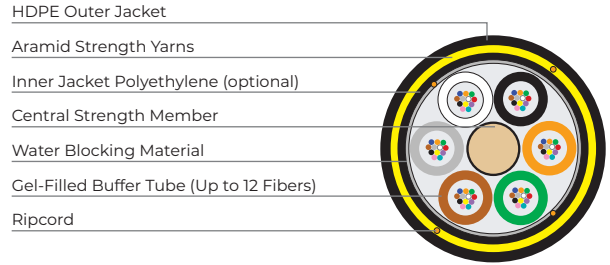 HDPE Outer Jacket
Aramid Strength Yarns
Inner Jacket Polyethylene (optional)
Central Strength Member
Water Blocking Material
Gel-Filled Buffer Tube (Up to 12 Fibers)
Ripcord